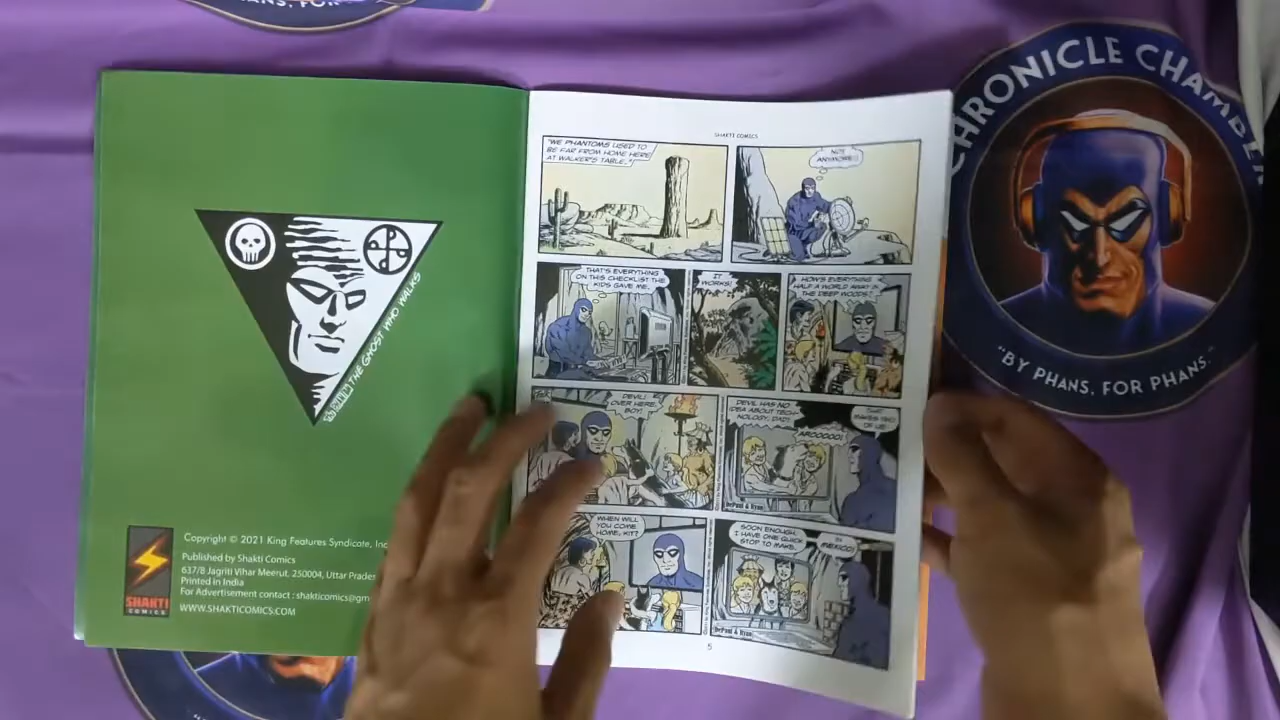 PHANS, FOR
CHRONICLE CHAMBE
"BY PHANS, FOR PHANS."
THE GHOST WHO WALKS
SHAKTI
COMICS
Copyright © 2021 King Features Syndicate, Inc
Published by Shakti Comics
637/8 Jagriti Vihar Meerut. 250004, Uttar Prades
Printed in India
For Advertisement contact : shakticomics@gm
WWW.SHAKTICOMICS.COM
SHAKTI COMICS
"WE PHANTOMS USED TO
BE FAR FROM HOME HERE
AT WALKER'S TABLE."
NOT
ANYMORE!
THAT'S EVERYTHING
ON THIS CHECKLIST THE
KIDS GAVE ME.
IT
WORKS!
HOW'S EVERYTHING
HALF A WORLD AWAY IN
THE DEEP WOODS?
DEVIL!
OVER HERE,
BOY!
DEVIL HAS NO
IDEA ABOUT TECH-
NOLOGY, DAD!
AROOOOO!
THAT
MAKES TWO
OF US
DePaul & Ryan
WHEN WILL
YOU COME
HOME, KIT?
SOON ENOUGH.
I HAVE ONE QUICK
STOP TO MAKE.
IN
MEXICO!
DePaul & Ryan
5